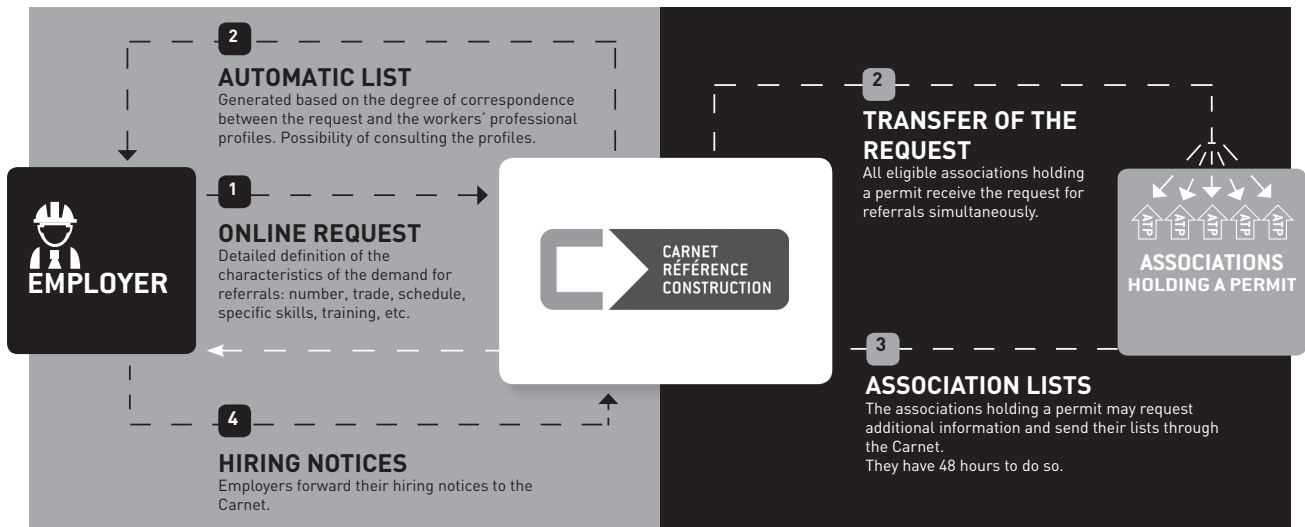 2
AUTOMATIC LIST
Generated based on the degree of correspondence
between the request and the workers’ professional
profiles. Possibility of consulting the profiles.
1
ONLINE REQUEST
Detailed definition of the
characteristics of the demand for
referrals: number, trade, schedule,
specific skills, training, etc.
EMPLOYER
4
HIRING NOTICES
Employers forward their hiring notices to the
Carnet.
CARNET
RÉFÉRENCE
CONSTRUCTION
2
TRANSFER OF THE
REQUEST
All eligible associations holding
a permit receive the request for
referrals simultaneously.
ATP
ATP
ATP
ATP
ATP
ASSOCIATIONS
HOLDING A PERMIT
3
ASSOCIATION LISTS
The associations holding a permit may request
additional information and send their lists through
the Carnet.
They have 48 hours to do so.